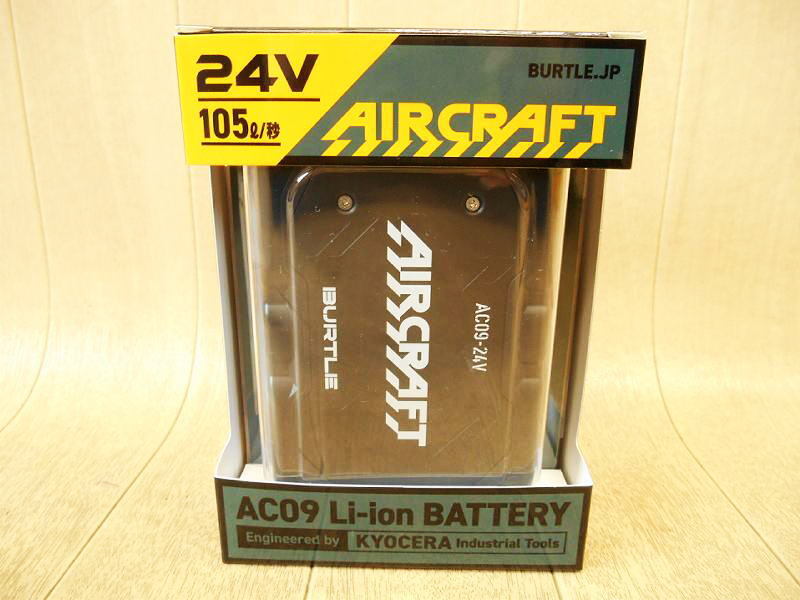 24V
105ℓ/秒
BURTLE.JP
AIRCRAFT
AIRCRAFT
BURTLE
AC09-24V
AC09 Li-ion BATTERY
Engineered by KYOCERA Industrial Tools